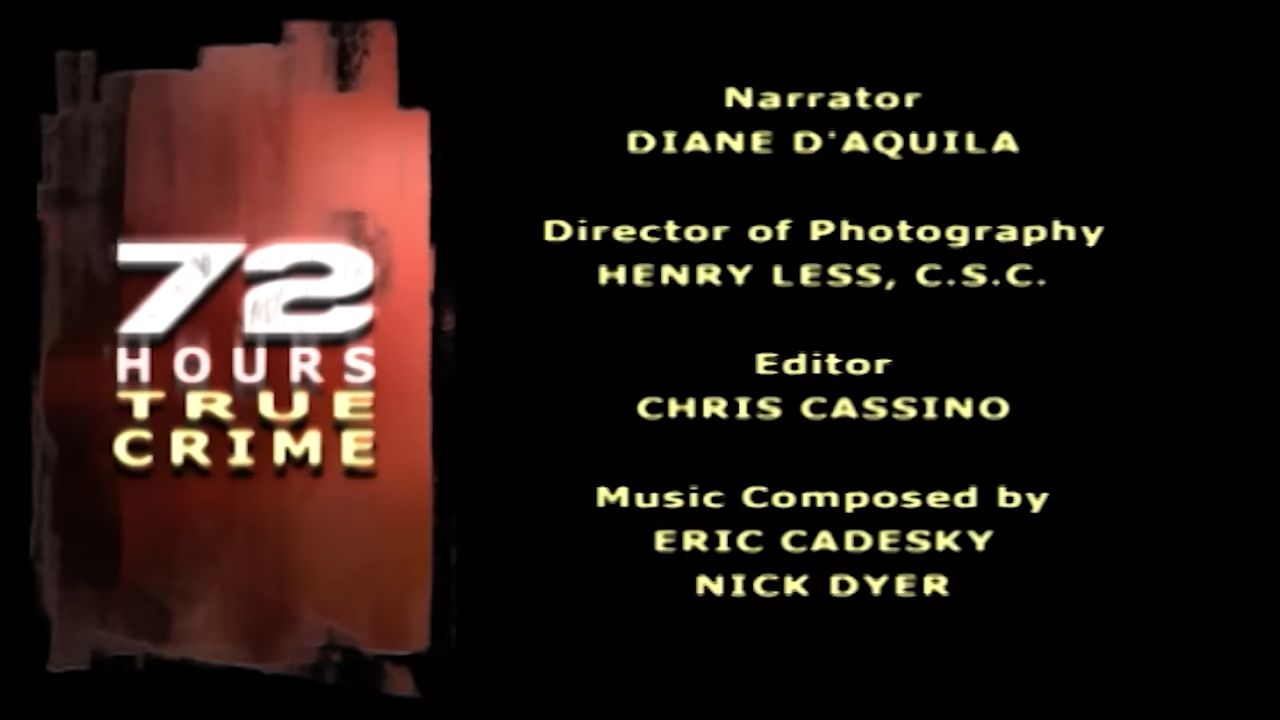 72
HOURS
TRUE
CRIME
Narrator
DIANE D'AQUILA
Director of Photography
HENRY LESS, C.S.C.
Editor
CHRIS CASSINO
Music Composed by
ERIC CADESKY
NICK DYER